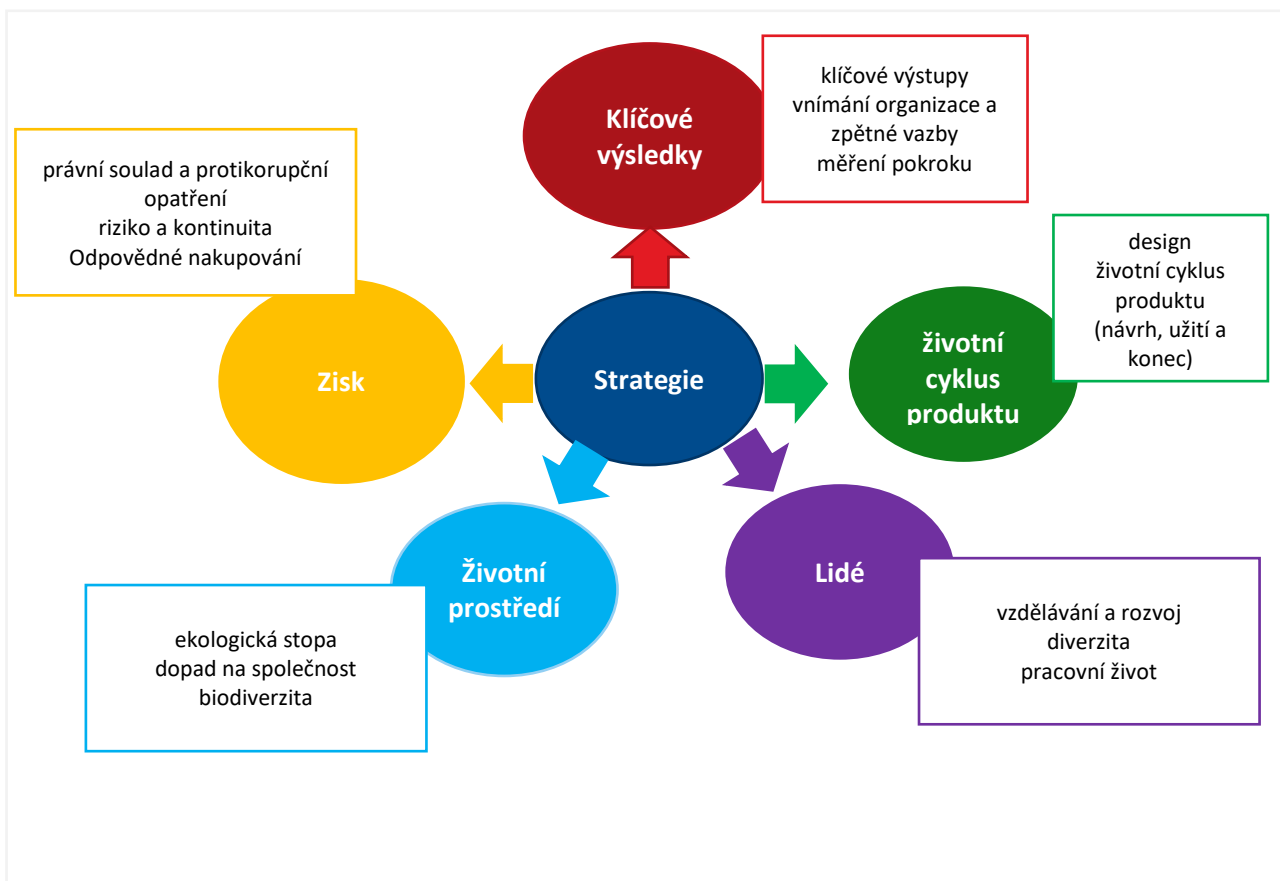 Klíčové
výsledky
klíčové výstupy
vnímání organizace a
zpětné vazby
měření pokroku
právní soulad a protikorupční
opatření
riziko a kontinuita
Odpovědné nakupování
Zisk
Strategie
životní
cyklus
produktu
design
životní cyklus
produktu
(návrh, užití a
konec)
Životní
prostředí
ekologická stopa
dopad na společnost
biodiverzita
Lidé
vzdělávání a rozvoj
diverzita
pracovní život